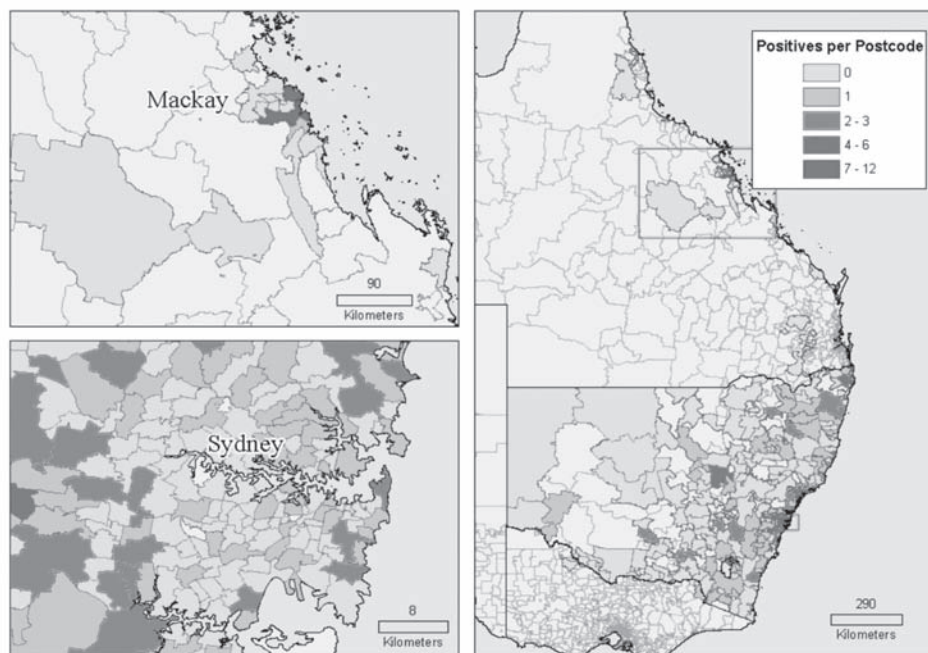 Mackay
90
Kilometers
Sydney
8
Kilometers
Positives per Postcode
0
1
2 - 3
4 - 6
7 - 12
290
Kilometers